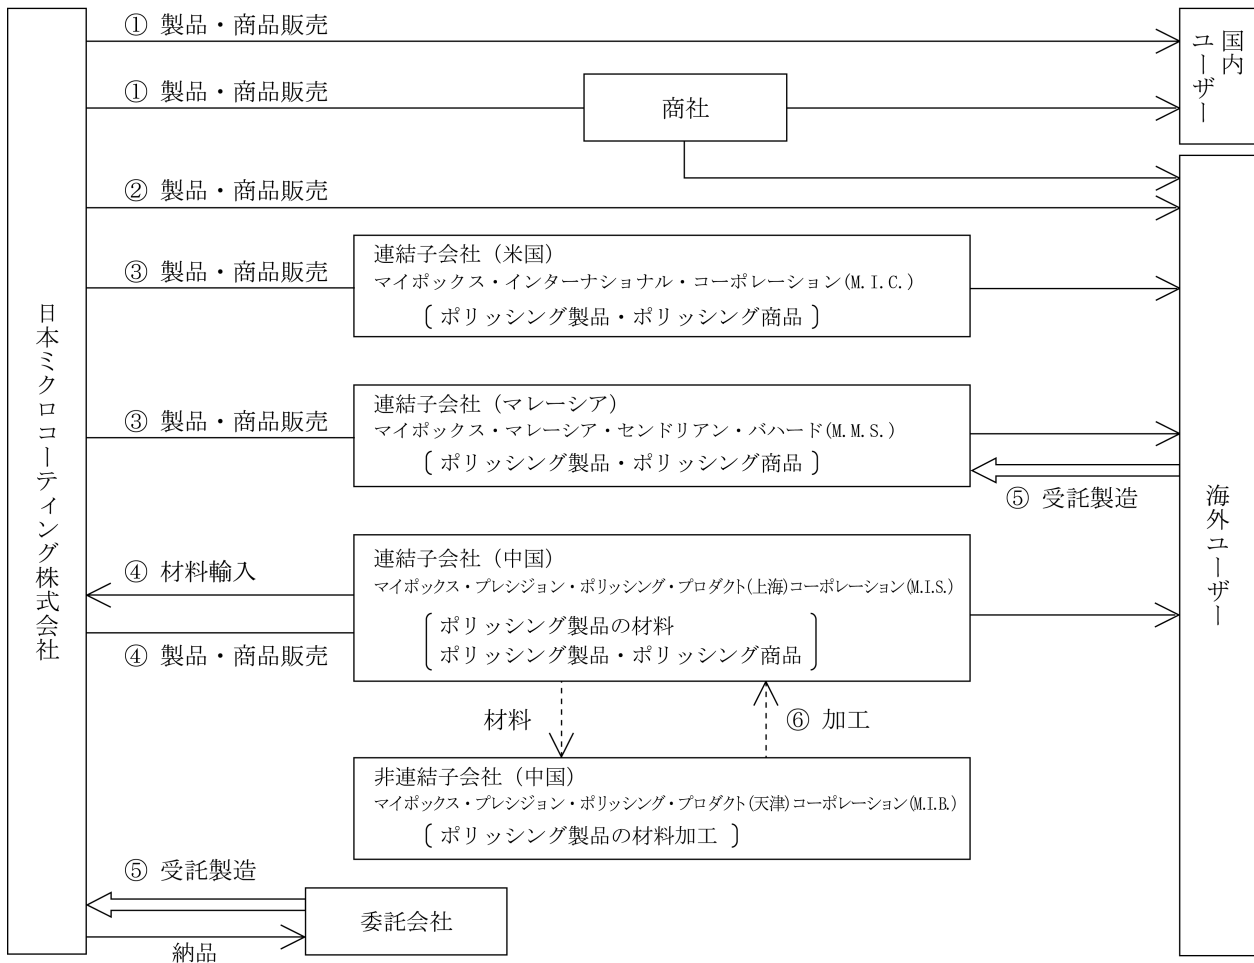 日本ミクロコーティング株式会社
① 製品・商品販売
国内
ユーザー
① 製品・商品販売
商社
② 製品・商品販売
③ 製品・商品販売
連結子会社（米国）
マイポックス・インターナショナル・コーポレーション(M.I.C.)
〔ポリッシング製品・ポリッシング商品〕
③ 製品・商品販売
連結子会社（マレーシア）
マイポックス・マレーシア・センドリアン・バハード(M.M.S.)
〔ポリッシング製品・ポリッシング商品〕
⑤ 受託製造
海外ユーザー
④ 材料輸入
④ 製品・商品販売
連結子会社（中国）
マイポックス・プレシジョン・ポリッシング・プロダクト(上海)コーポレーション(M.I.S.)
ポリッシング製品の材料
ポリッシング製品・ポリッシング商品
材料
⑥ 加工
非連結子会社（中国）
マイポックス・プレシジョン・ポリッシング・プロダクト(天津)コーポレーション(M.I.B.)
〔ポリッシング製品の材料加工〕
⑤ 受託製造
委託会社
納品